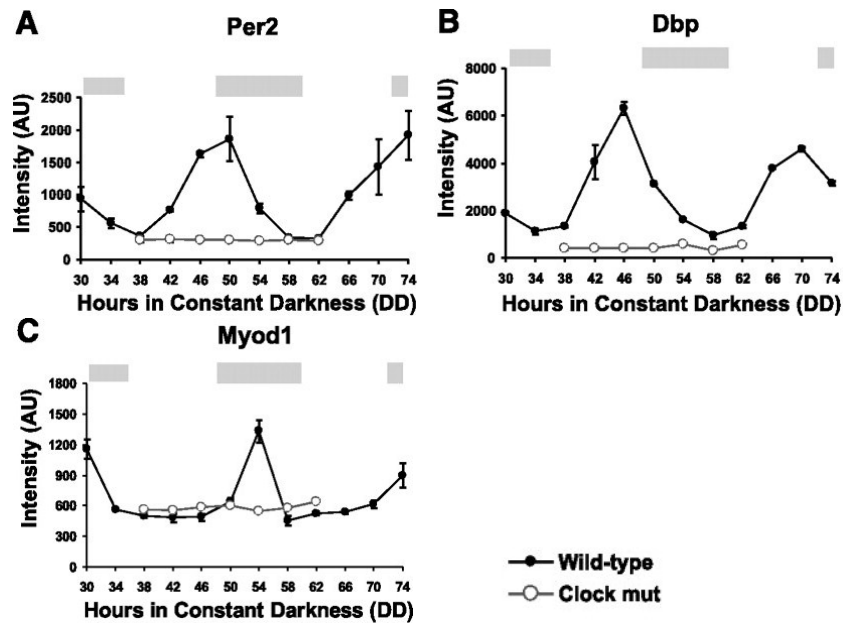 A
Per2
Intensity (AU)
2500
2000
1500
1000
500
0
30 34 38 42 46 50 54 58 62 66 70 74
Hours in Constant Darkness (DD)
B
Dbp
Intensity (AU)
8000
6000
4000
2000
0
30 34 38 42 46 50 54 58 62 66 70 74
Hours in Constant Darkness (DD)
C
Myod1
Intensity (AU)
1800
1500
1200
900
600
300
0
30 34 38 42 46 50 54 58 62 66 70 74
Hours in Constant Darkness (DD)
Wild-type
Clock mut